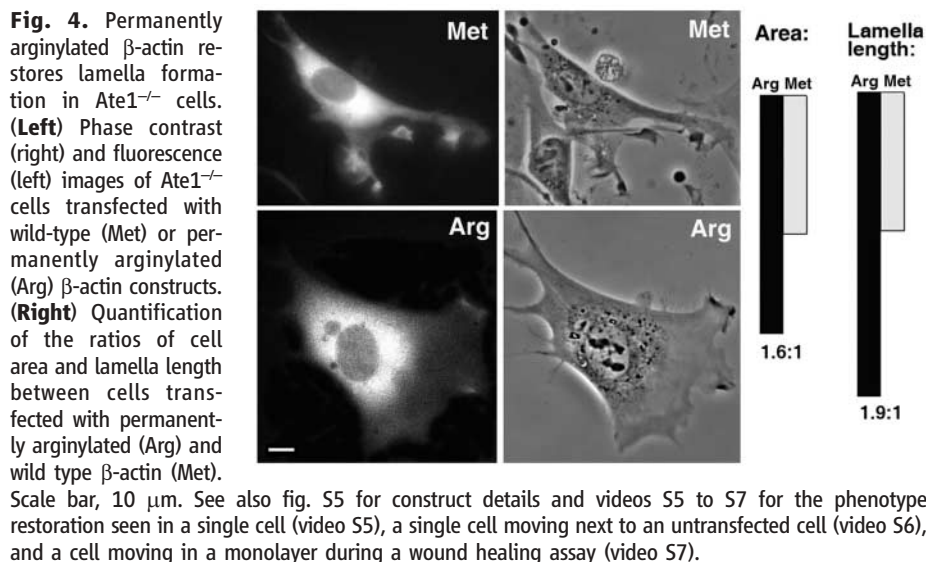 Fig. 4. Permanently
arginylated β-actin re-
stores lamella forma-
tion in Ate1−/− cells.
(Left) Phase contrast
(right) and fluorescence
(left) images of Ate1−/−
cells transfected with
wild-type (Met) or per-
manently arginylated
(Arg) β-actin constructs.
(Right) Quantification
of the ratios of cell
area and lamella length
between cells trans-
fected with permanent-
ly arginylated (Arg) and
wild type β-actin (Met).
Scale bar, 10 μm. See also fig. S5 for construct details and videos S5 to S7 for the phenotype
restoration seen in a single cell (video S5), a single cell moving next to an untransfected cell (video S6),
and a cell moving in a monolayer during a wound healing assay (video S7).
Met
Met
Arg
Arg
Area:
Arg Met
1.6:1
Lamella
length:
Arg Met
1.9:1